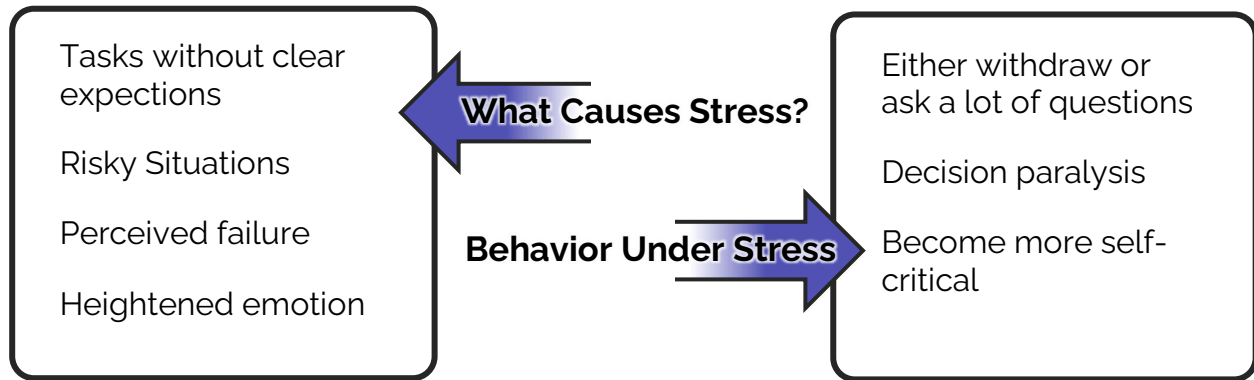 Tasks without clear
expections
Risky Situations
Perceived failure
Heightened emotion
What Causes Stress?
Behavior Under Stress
Either withdraw or
ask a lot of questions
Decision paralysis
Become more self-
critical